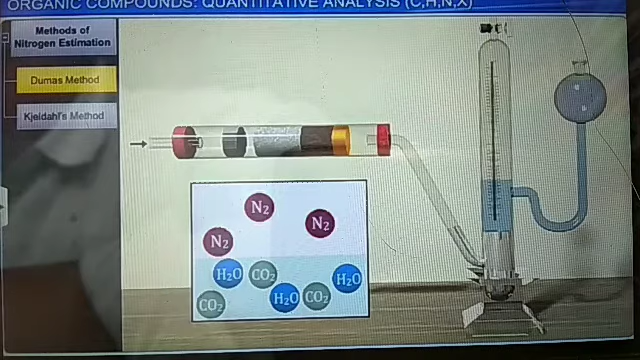 ORGANIC COMPOUNDS: QUANTITATIVE ANALYSIS (C,H,N,X)
Methods of
Nitrogen Estimation
Dumas Method
Kjeldahl's Method
N2
N2
N2
H2O
CO2
H2O
CO2
H2O
CO2